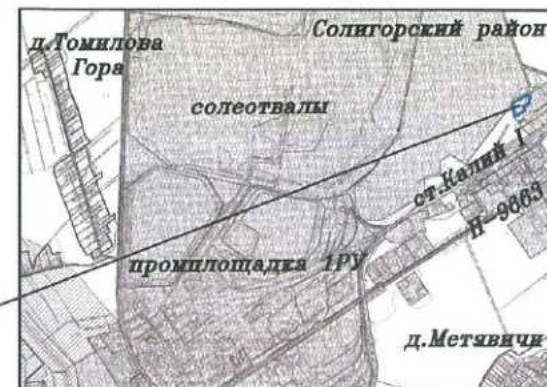 д.Томилова
Гора
Солигорский район
солеотвалы
ст.Калий I
Н-9663
промплощадка 1РУ
д.Метявичи